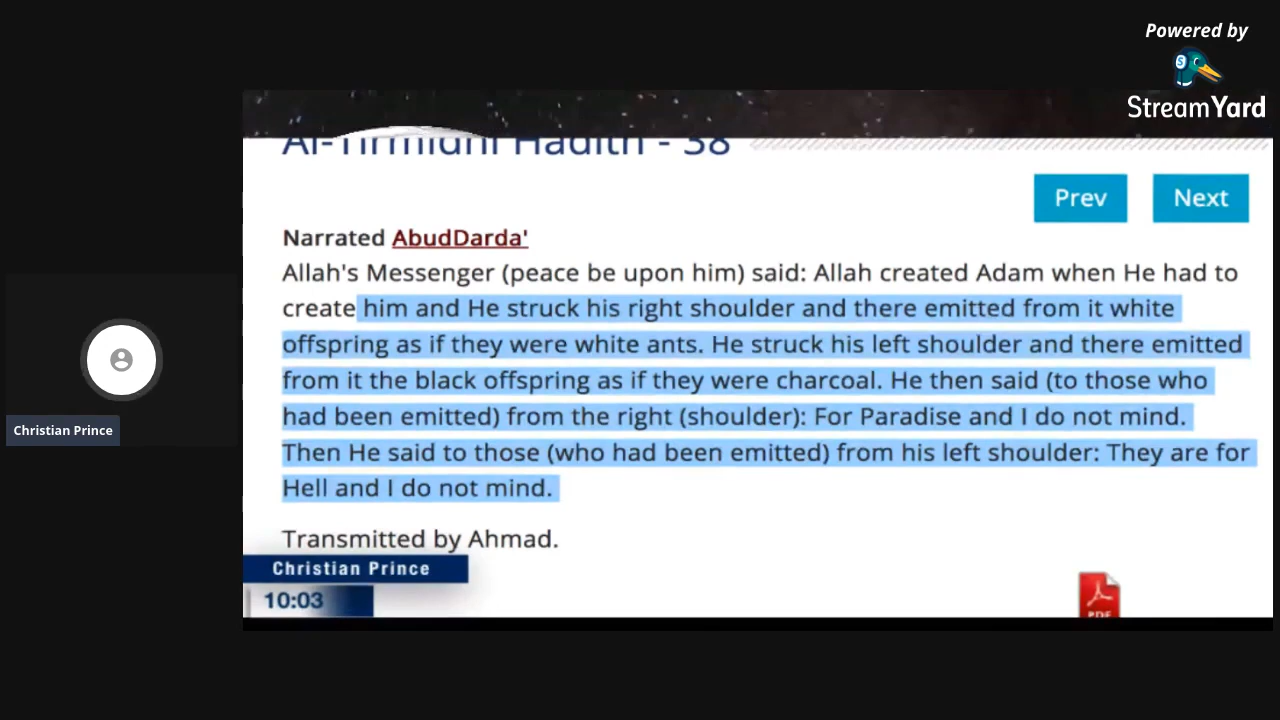 Powered by
StreamYard
Al-Tirmidhi Hadith - 38
Prev
Next
Narrated AbudDarda'
Allah's Messenger (peace be upon him) said: Allah created Adam when He had to
create him and He struck his right shoulder and there emitted from it white
offspring as if they were white ants. He struck his left shoulder and there emitted
from it the black offspring as if they were charcoal. He then said (to those who
had been emitted) from the right (shoulder): For Paradise and I do not mind.
Then He said to those (who had been emitted) from his left shoulder: They are for
Hell and I do not mind.
Transmitted by Ahmad.
Christian Prince
10:03
PDF
Christian Prince